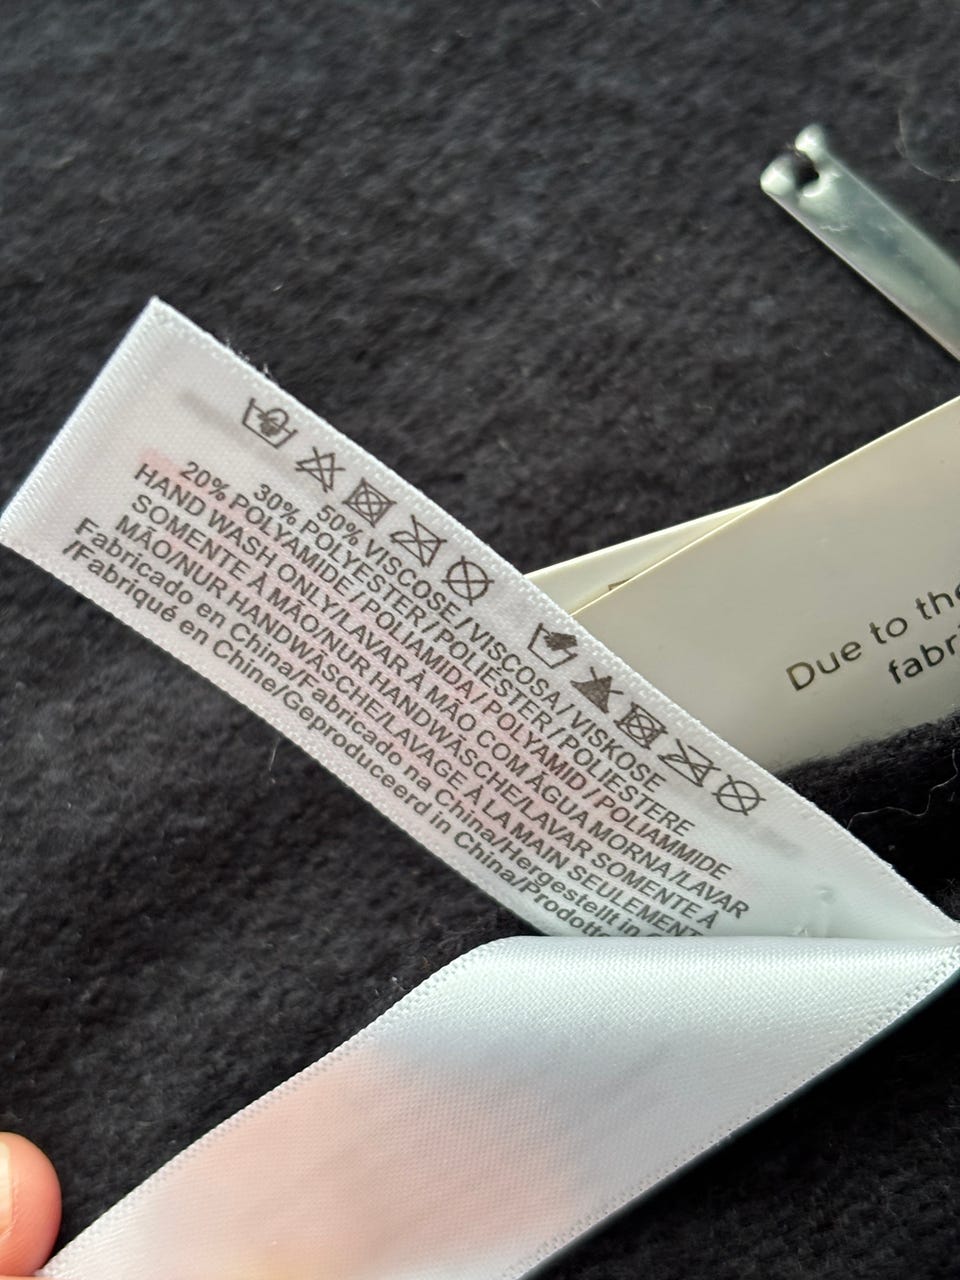 50% VISCOSE / VISCOSA / VISKOSE
30% POLYESTER / POLIÉSTER / POLIESTERE
20% POLYAMIDE / POLIAMIDA / POLYAMID / POLIAMMIDE
HAND WASH ONLY/LAVAR À MÃO COM ÁGUA MORNA/LAVAR
SOMENTE À MÃO/NUR HANDWÄSCHE/LAVAR SOMENTE À
MÃO/NUR HANDWÄSCHE/LAVAGE À LA MAIN SEULEMENT
Fabricado en China/Fabricado na China/Hergestellt in
/Fabriqué en Chine/Geproduceerd in China/Prodotto
Due to the
fabri